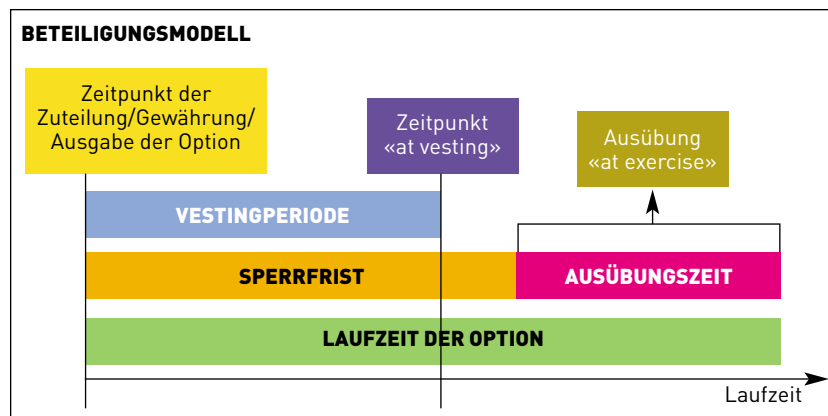 BETEILIGUNGSMODELL
Zeitpunkt der
Zuteilung/Gewährung/
Ausgabe der Option
Zeitpunkt
«at vesting»
Ausübung
«at exercise»
VESTINGPERIODE
SPERRFRIST
AUSÜBUNGSZEIT
LAUFZEIT DER OPTION
Laufzeit